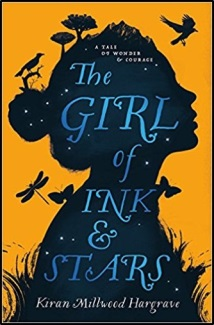 A TALE
OF WONDER
& COURAGE
The
GIRL
of
INK
&
STARS
Kiran Millwood Hargrave